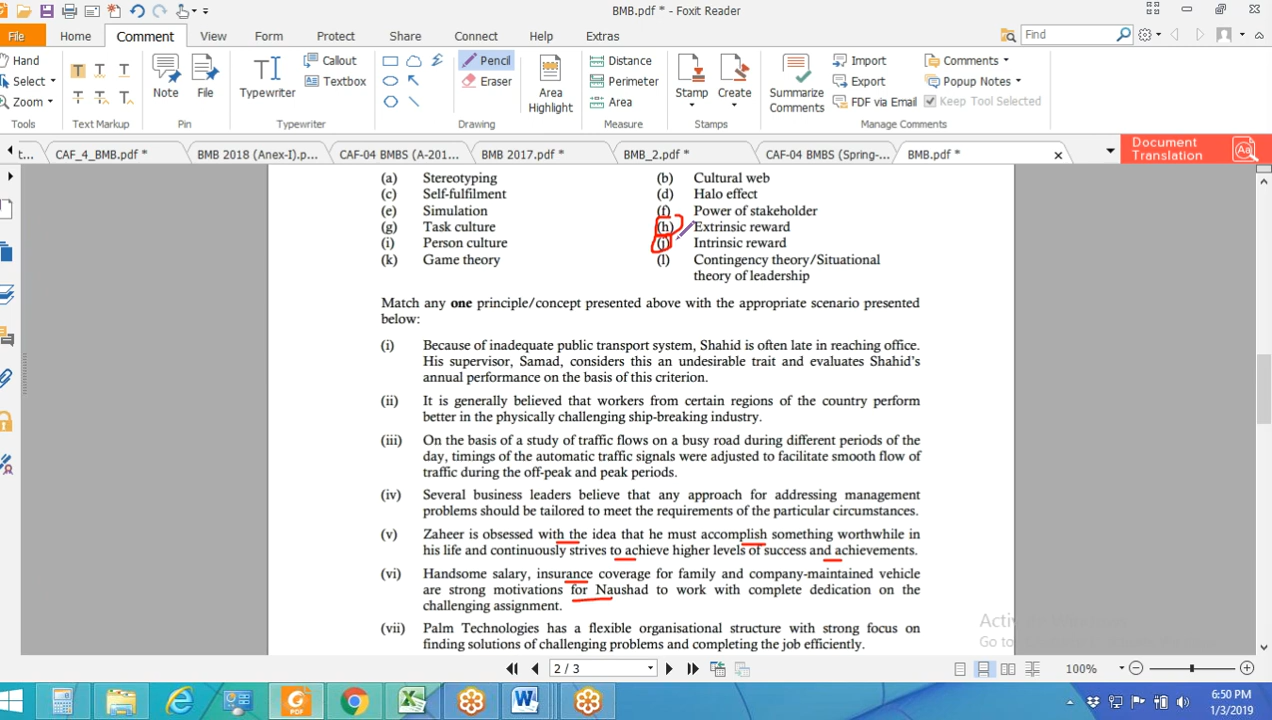 BMB.pdf * - Foxit Reader
File Home Comment View Form Protect Share Connect Help Extras Find
Hand Callout Pencil Distance Import Comments
Select Textbox Eraser Perimeter Export Popup Notes
Zoom Note File Typewriter Area Highlight Area Stamp Create Summarize Comments FDF via Email Keep Tool Selected
Tools Text Markup Pin Typewriter Drawing Measure Stamps Manage Comments
t... CAF_4_BMB.pdf * BMB 2018 (Anex-I).p... CAF-04 BMBS (A-201... BMB 2017.pdf * BMB_2.pdf * CAF-04 BMBS (Spring-... BMB.pdf * Document Translation
(a) Stereotyping (b) Cultural web
(c) Self-fulfilment (d) Halo effect
(e) Simulation (f) Power of stakeholder
(g) Task culture (h) Extrinsic reward
(i) Person culture (j) Intrinsic reward
(k) Game theory (l) Contingency theory/Situational
theory of leadership
Match any one principle/concept presented above with the appropriate scenario presented
below:
(i) Because of inadequate public transport system, Shahid is often late in reaching office.
His supervisor, Samad, considers this an undesirable trait and evaluates Shahid's
annual performance on the basis of this criterion.
(ii) It is generally believed that workers from certain regions of the country perform
better in the physically challenging ship-breaking industry.
(iii) On the basis of a study of traffic flows on a busy road during different periods of the
day, timings of the automatic traffic signals were adjusted to facilitate smooth flow of
traffic during the off-peak and peak periods.
(iv) Several business leaders believe that any approach for addressing management
problems should be tailored to meet the requirements of the particular circumstances.
(v) Zaheer is obsessed with the idea that he must accomplish something worthwhile in
his life and continuously strives to achieve higher levels of success and achievements.
(vi) Handsome salary, insurance coverage for family and company-maintained vehicle
are strong motivations for Naushad to work with complete dedication on the
challenging assignment.
(vii) Palm Technologies has a flexible organisational structure with strong focus on
finding solutions of challenging problems and completing the job efficiently.
2 / 3 100%
6:50 PM
1/3/2019